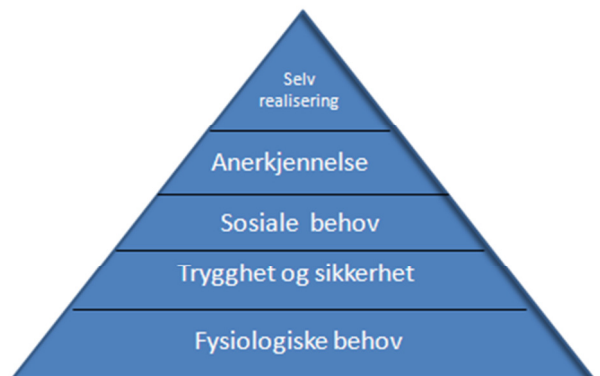 Selv
realisering
Anerkjennelse
Sosiale behov
Trygghet og sikkerhet
Fysiologiske behov